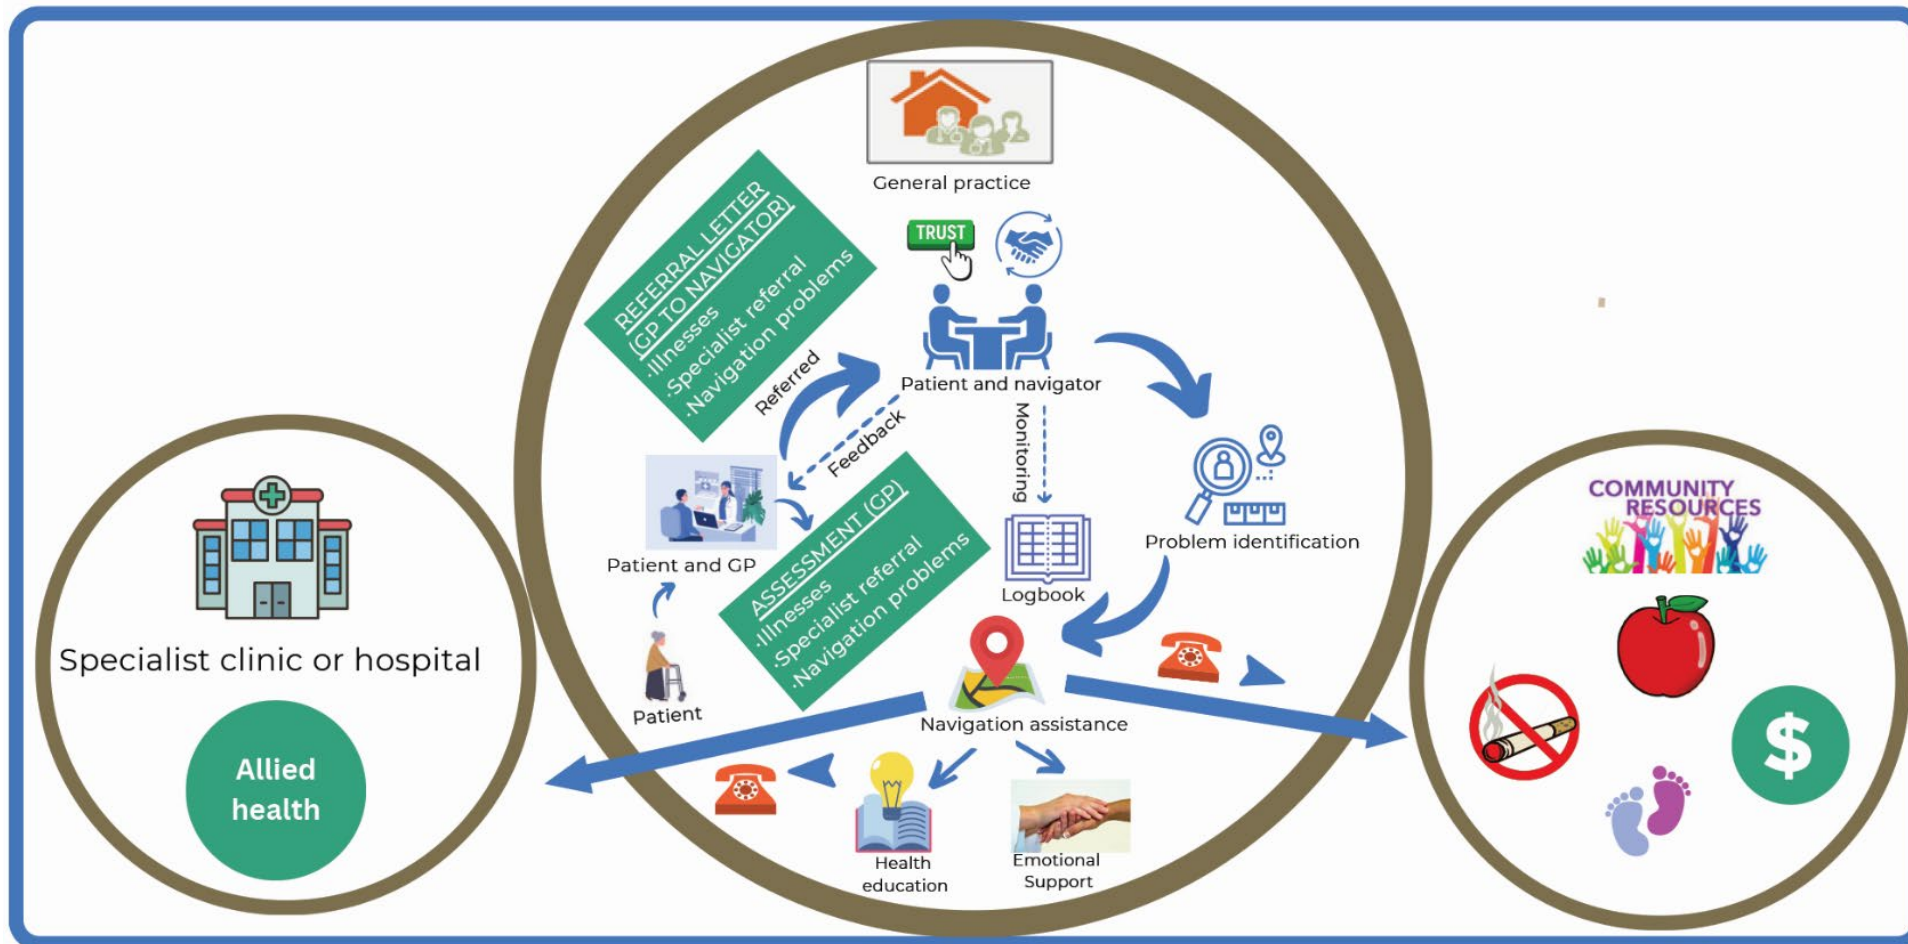 General practice
TRUST
REFERRAL LETTER
(GP TO NAVIGATOR)
·Illnesses
·Specialist referral
·Navigation problems
Referred
Patient and navigator
Feedback
Monitoring
Patient and GP
ASSESSMENT (GP)
·Illnesses
·Specialist referral
·Navigation problems
Logbook
Problem identification
Patient
Navigation assistance
Health
education
Emotional
Support
Specialist clinic or hospital
Allied
health
COMMUNITY
RESOURCES
$